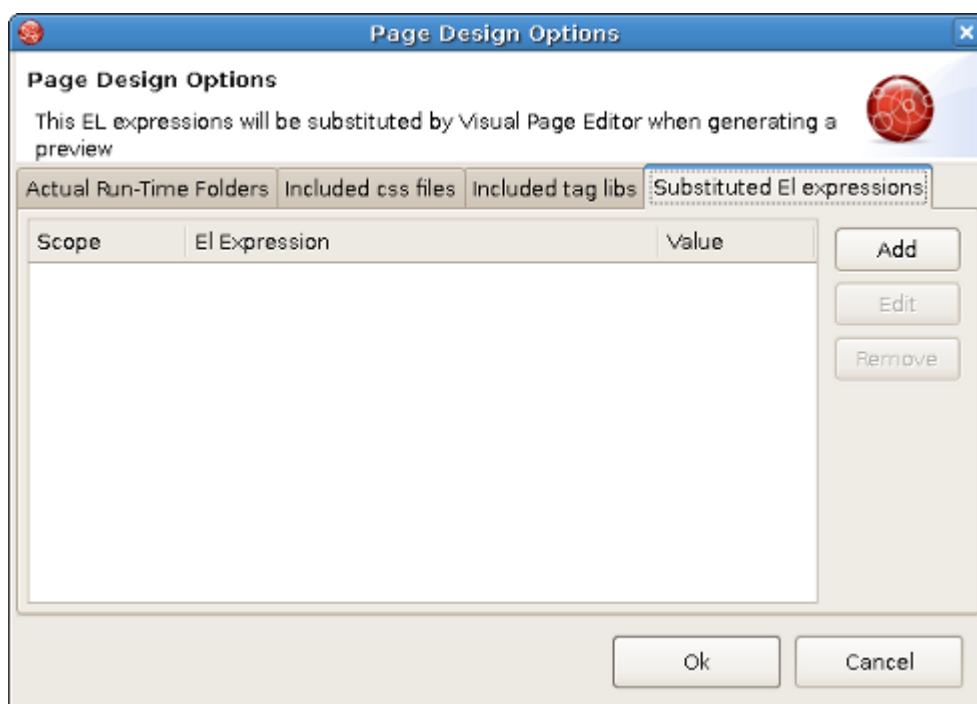 Page Design Options
Page Design Options
This EL expressions will be substituted by Visual Page Editor when generating a
preview
Actual Run-Time Folders Included css files Included tag libs Substituted El expressions
Scope El Expression Value
Add
Edit
Remove
Ok Cancel